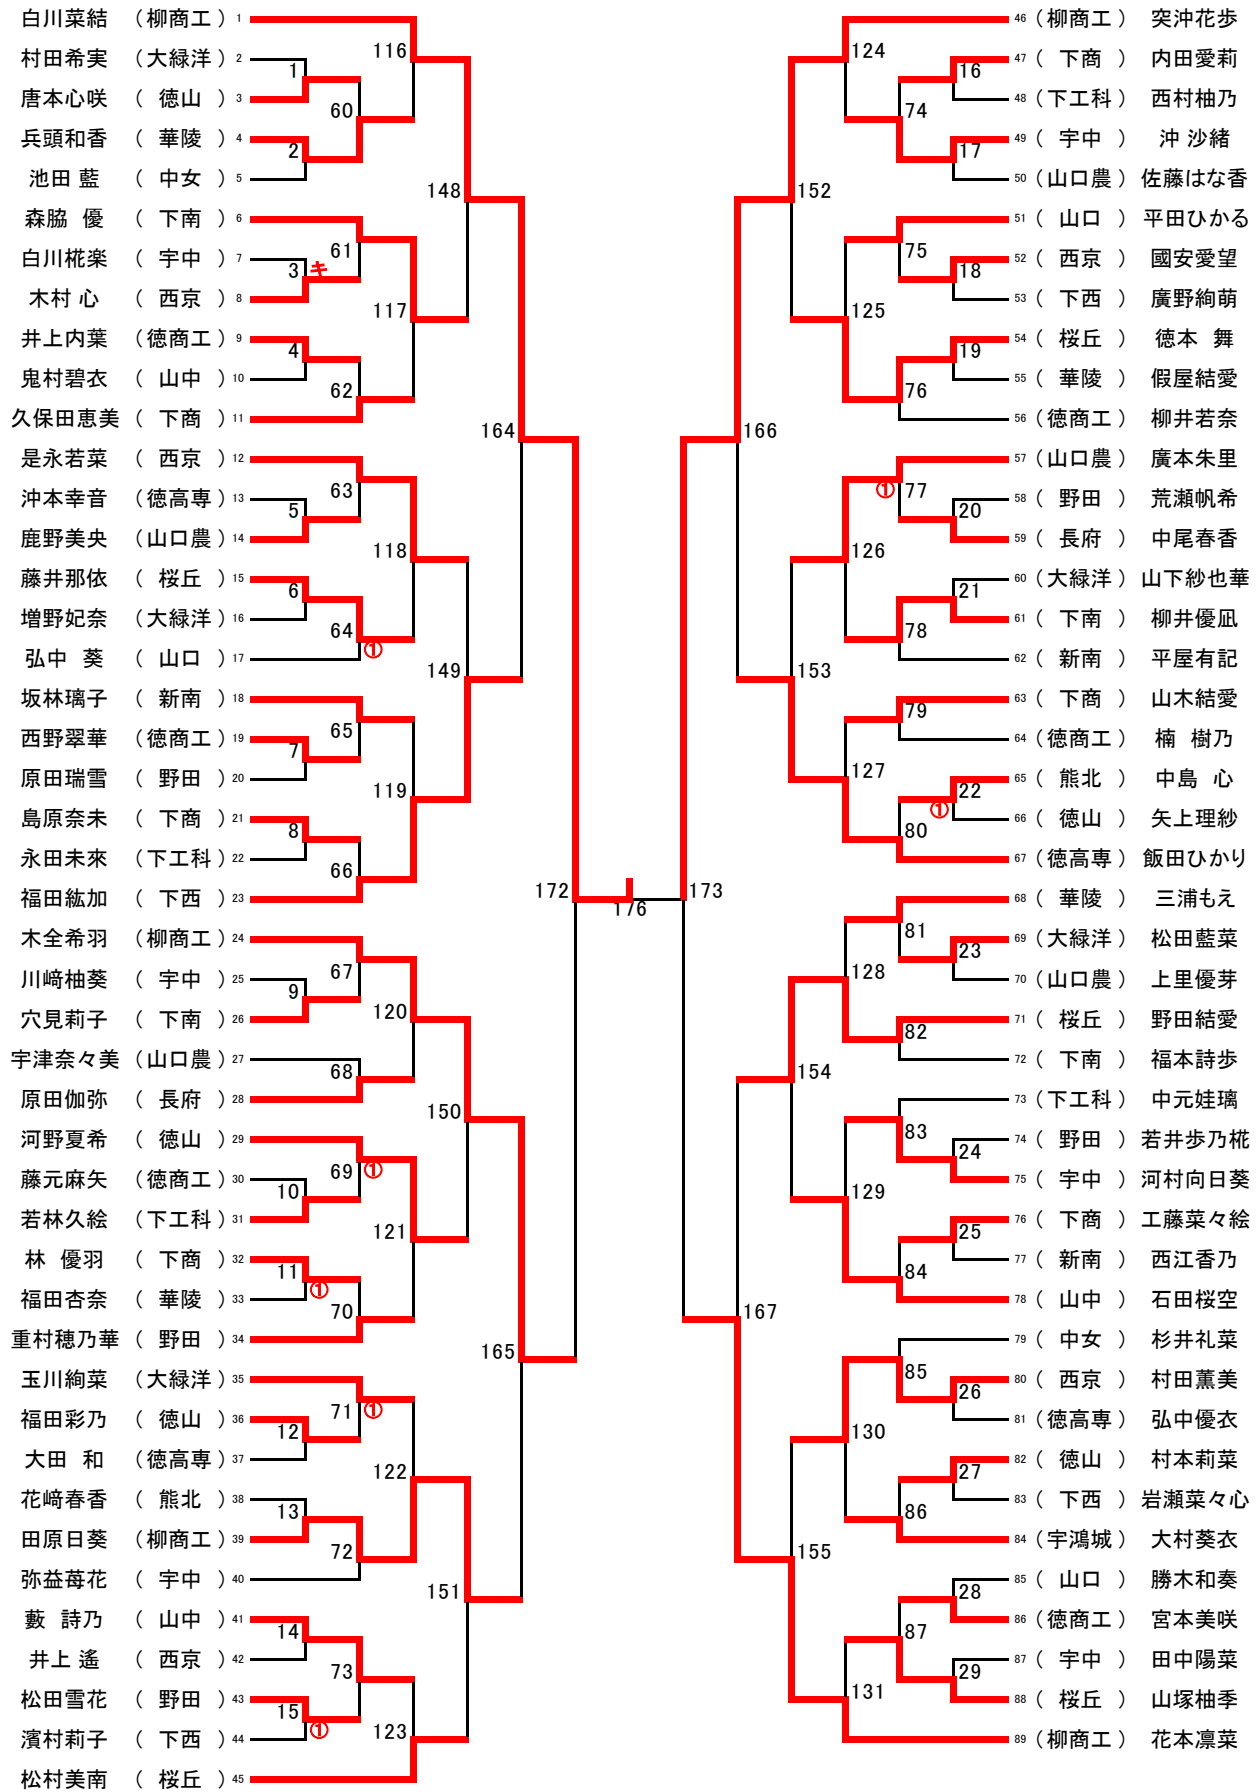 白川菜結 （柳商工） 1
村田希実 （大緑洋） 2
唐本心咲 （ 徳山 ） 3
兵頭和香 （ 華陵 ） 4
池田 藍 （ 中女 ） 5
森脇 優 （ 下南 ） 6
白川椛楽 （ 宇中 ） 7
木村 心 （ 西京 ） 8
井上内葉 （徳商工） 9
鬼村碧衣 （ 山中 ） 10
久保田恵美 （ 下商 ） 11
是永若菜 （ 西京 ） 12
沖本幸音 （徳高専） 13
鹿野美央 （山口農） 14
藤井那依 （ 桜丘 ） 15
増野妃奈 （大緑洋） 16
弘中 葵 （ 山口 ） 17
坂林璃子 （ 新南 ） 18
西野翠華 （徳商工） 19
原田瑞雪 （ 野田 ） 20
島原奈未 （ 下商 ） 21
永田未來 （下工科） 22
福田紘加 （ 下西 ） 23
木全希羽 （柳商工） 24
川﨑柚葵 （ 宇中 ） 25
穴見莉子 （ 下南 ） 26
宇津奈々美 （山口農） 27
原田伽弥 （ 長府 ） 28
河野夏希 （ 徳山 ） 29
藤元麻矢 （徳商工） 30
若林久絵 （下工科） 31
林 優羽 （ 下商 ） 32
福田杏奈 （ 華陵 ） 33
重村穂乃華 （ 野田 ） 34
玉川絢菜 （大緑洋） 35
福田彩乃 （ 徳山 ） 36
大田 和 （徳高専） 37
花﨑春香 （ 熊北 ） 38
田原日葵 （柳商工） 39
弥益苺花 （ 宇中 ） 40
藪 詩乃 （ 山中 ） 41
井上 遙 （ 西京 ） 42
松田雪花 （ 野田 ） 43
濱村莉子 （ 下西 ） 44
松村美南 （ 桜丘 ） 45
1
2
3 キ
4
5
6
7
8
9
10
11 ①
12
13
14
15 ①
60
61
62
63
64 ①
65
66
67
68
69 ①
70
71 ①
72
73
116
117
118
119
120
121
122
123
148
149
150
151
164
165
172
176
173
166
167
152
153
154
155
124
125
126
127
128
129
130
131
74
75
76
① 77
78
79
80
81
82
83
84
85
86
87
16
17
18
19
20
21
① 22
23
24
25
26
27
28
29
46 （柳商工） 突沖花歩
47 （ 下商 ） 内田愛莉
48 （下工科） 西村柚乃
49 （ 宇中 ） 沖 沙緒
50 （山口農） 佐藤はな香
51 （ 山口 ） 平田ひかる
52 （ 西京 ） 國安愛望
53 （ 下西 ） 廣野絢萌
54 （ 桜丘 ） 徳本 舞
55 （ 華陵 ） 假屋結愛
56 （徳商工） 柳井若奈
57 （山口農） 廣本朱里
58 （ 野田 ） 荒瀬帆希
59 （ 長府 ） 中尾春香
60 （大緑洋） 山下紗也華
61 （ 下南 ） 柳井優凪
62 （ 新南 ） 平屋有記
63 （ 下商 ） 山木結愛
64 （徳商工） 楠 樹乃
65 （ 熊北 ） 中島 心
66 （ 徳山 ） 矢上理紗
67 （徳高専） 飯田ひかり
68 （ 華陵 ） 三浦もえ
69 （大緑洋） 松田藍菜
70 （山口農） 上里優芽
71 （ 桜丘 ） 野田結愛
72 （ 下南 ） 福本詩歩
73 （下工科） 中元娃璃
74 （ 野田 ） 若井歩乃椛
75 （ 宇中 ） 河村向日葵
76 （ 下商 ） 工藤菜々絵
77 （ 新南 ） 西江香乃
78 （ 山中 ） 石田桜空
79 （ 中女 ） 杉井礼菜
80 （ 西京 ） 村田薫美
81 （徳高専） 弘中優衣
82 （ 徳山 ） 村本莉菜
83 （ 下西 ） 岩瀬菜々心
84 （宇鴻城） 大村葵衣
85 （ 山口 ） 勝木和奏
86 （徳商工） 宮本美咲
87 （ 宇中 ） 田中陽菜
88 （ 桜丘 ） 山塚柚季
89 （柳商工） 花本凛菜